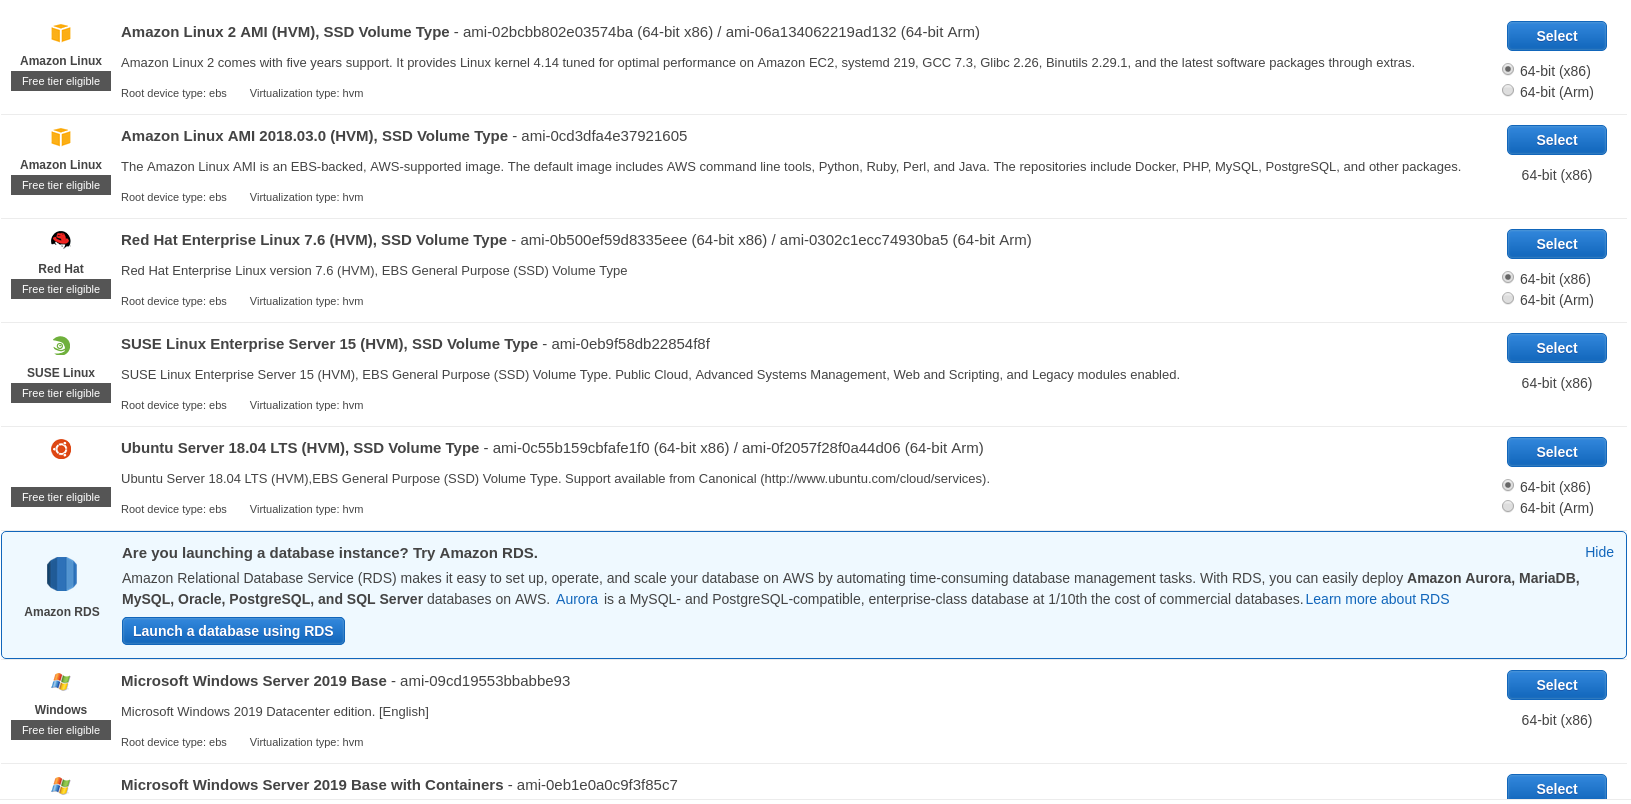 Amazon Linux 2 AMI (HVM), SSD Volume Type - ami-02bcbb802e03574ba (64-bit x86) / ami-06a134062219ad132 (64-bit Arm)
Select
Amazon Linux
Free tier eligible
Amazon Linux 2 comes with five years support. It provides Linux kernel 4.14 tuned for optimal performance on Amazon EC2, systemd 219, GCC 7.3, Glibc 2.26, Binutils 2.29.1, and the latest software packages through extras.
64-bit (x86)
64-bit (Arm)
Root device type: ebs Virtualization type: hvm
Amazon Linux AMI 2018.03.0 (HVM), SSD Volume Type - ami-0cd3dfa4e37921605
Select
Amazon Linux
Free tier eligible
The Amazon Linux AMI is an EBS-backed, AWS-supported image. The default image includes AWS command line tools, Python, Ruby, Perl, and Java. The repositories include Docker, PHP, MySQL, PostgreSQL, and other packages.
64-bit (x86)
Root device type: ebs Virtualization type: hvm
Red Hat Enterprise Linux 7.6 (HVM), SSD Volume Type - ami-0b500ef59d8335eee (64-bit x86) / ami-0302c1ecc74930ba5 (64-bit Arm)
Select
Red Hat
Free tier eligible
Red Hat Enterprise Linux version 7.6 (HVM), EBS General Purpose (SSD) Volume Type
64-bit (x86)
64-bit (Arm)
Root device type: ebs Virtualization type: hvm
SUSE Linux Enterprise Server 15 (HVM), SSD Volume Type - ami-0eb9f58db22854f8f
Select
SUSE Linux
Free tier eligible
SUSE Linux Enterprise Server 15 (HVM), EBS General Purpose (SSD) Volume Type. Public Cloud, Advanced Systems Management, Web and Scripting, and Legacy modules enabled.
64-bit (x86)
Root device type: ebs Virtualization type: hvm
Ubuntu Server 18.04 LTS (HVM), SSD Volume Type - ami-0c55b159cbfafe1f0 (64-bit x86) / ami-0f2057f28f0a44d06 (64-bit Arm)
Select
Free tier eligible
Ubuntu Server 18.04 LTS (HVM),EBS General Purpose (SSD) Volume Type. Support available from Canonical (http://www.ubuntu.com/cloud/services).
64-bit (x86)
64-bit (Arm)
Root device type: ebs Virtualization type: hvm
Are you launching a database instance? Try Amazon RDS.
Hide
Amazon RDS
Amazon Relational Database Service (RDS) makes it easy to set up, operate, and scale your database on AWS by automating time-consuming database management tasks. With RDS, you can easily deploy Amazon Aurora, MariaDB,
MySQL, Oracle, PostgreSQL, and SQL Server databases on AWS. Aurora is a MySQL- and PostgreSQL-compatible, enterprise-class database at 1/10th the cost of commercial databases. Learn more about RDS
Launch a database using RDS
Microsoft Windows Server 2019 Base - ami-09cd19553bbabbe93
Select
Windows
Free tier eligible
Microsoft Windows 2019 Datacenter edition. [English]
64-bit (x86)
Root device type: ebs Virtualization type: hvm
Microsoft Windows Server 2019 Base with Containers - ami-0eb1e0a0c9f3f85c7
Select